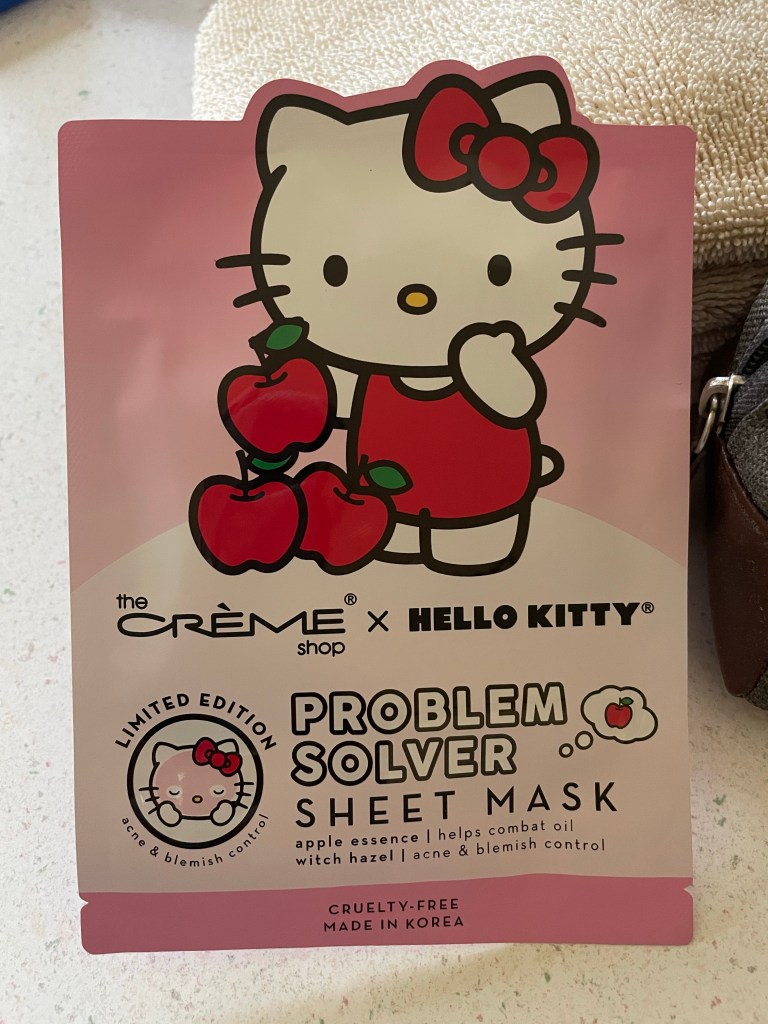 the
CRÈME® x HELLO KITTY®
shop
LIMITED EDITION
acne & blemish control
PROBLEM
SOLVER
SHEET MASK
apple essence | helps combat oil
witch hazel | acne & blemish control
CRUELTY-FREE
MADE IN KOREA